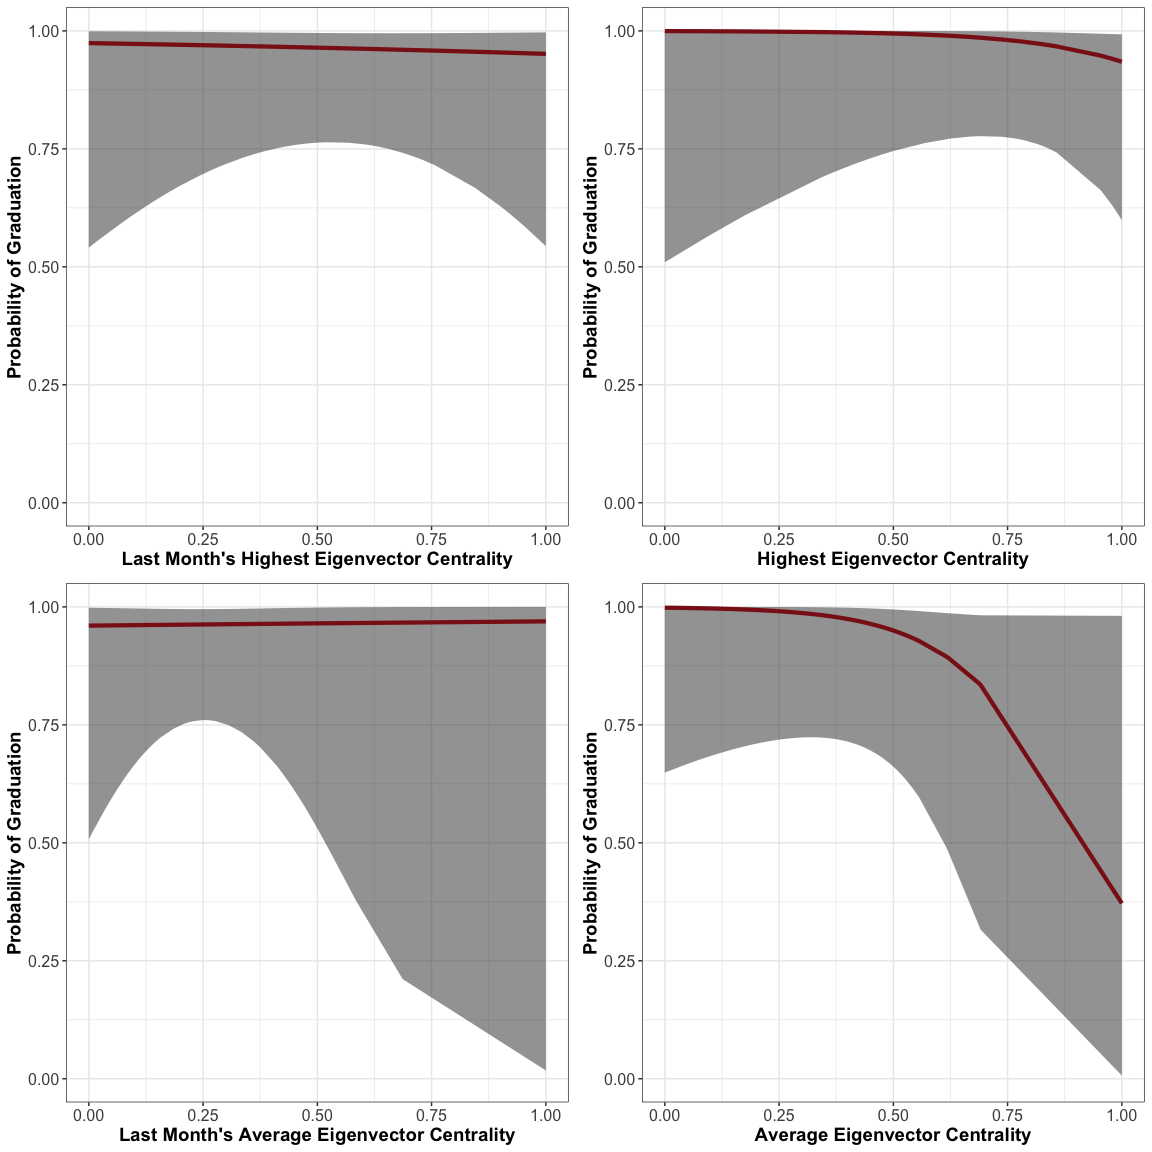 Probability of Graduation
1.00
0.75
0.50
0.25
0.00
0.00 0.25 0.50 0.75 1.00
Last Month's Highest Eigenvector Centrality
Probability of Graduation
1.00
0.75
0.50
0.25
0.00
0.00 0.25 0.50 0.75 1.00
Highest Eigenvector Centrality
Probability of Graduation
1.00
0.75
0.50
0.25
0.00
0.00 0.25 0.50 0.75 1.00
Last Month's Average Eigenvector Centrality
Probability of Graduation
1.00
0.75
0.50
0.25
0.00
0.00 0.25 0.50 0.75 1.00
Average Eigenvector Centrality